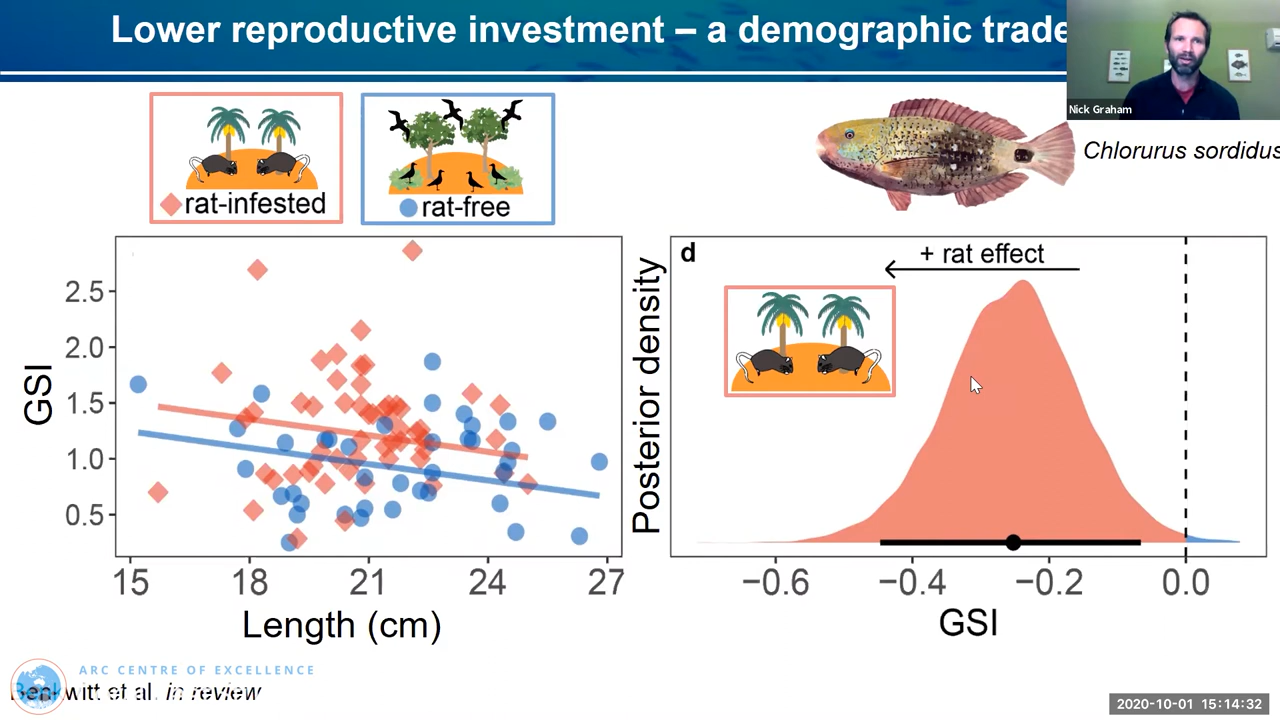 Lower reproductive investment – a demographic trade
Nick Graham
rat-infested
rat-free
Chlorurus sordidus
d
+ rat effect
GSI
2.5
2.0
1.5
1.0
0.5
15 18 21 24 27
Length (cm)
Posterior density
−0.6 −0.4 −0.2 0.0
GSI
ARC CENTRE OF EXCELLENCE
et al. in review
2020-10-01 15:14:32